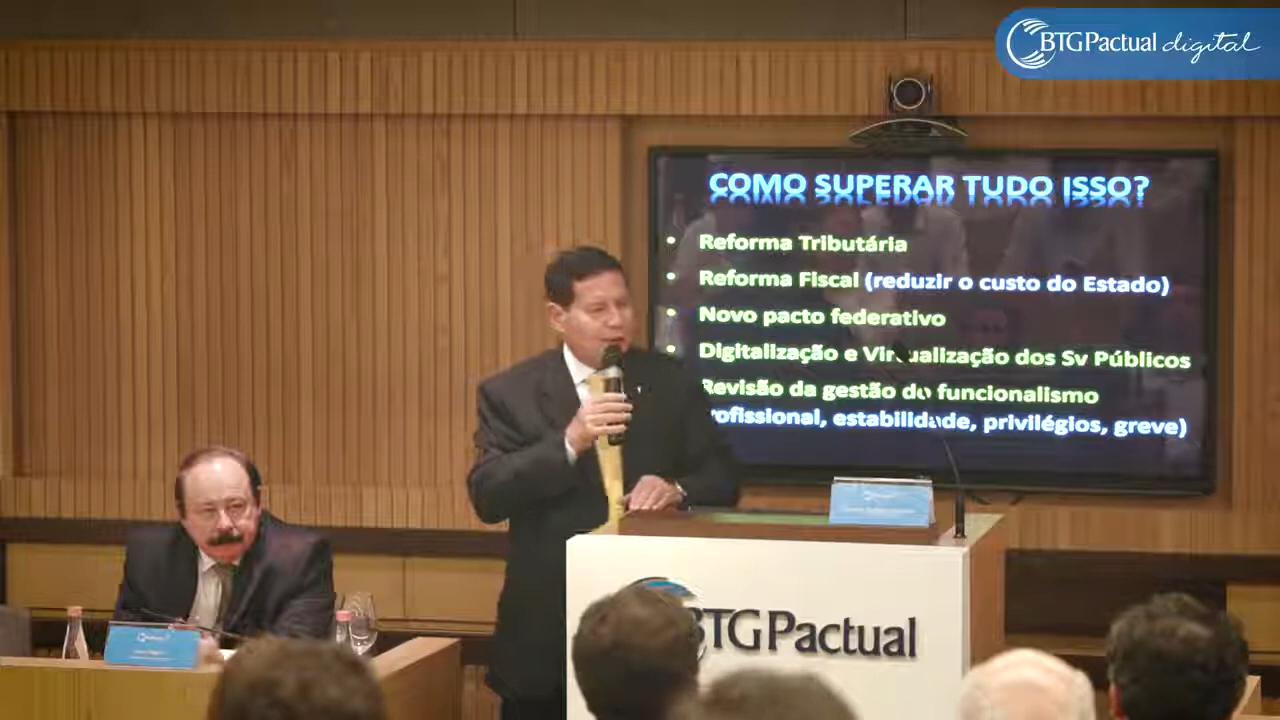 BTGPactual digital
COMO SUPERAR TUDO ISSO?
• Reforma Tributária
• Reforma Fiscal (reduzir o custo do Estado)
• Novo pacto federativo
• Digitalização e Virtualização dos Sv Públicos
• Revisão da gestão do funcionalismo
estabilidade, privilégios, greve)
BTGPactual